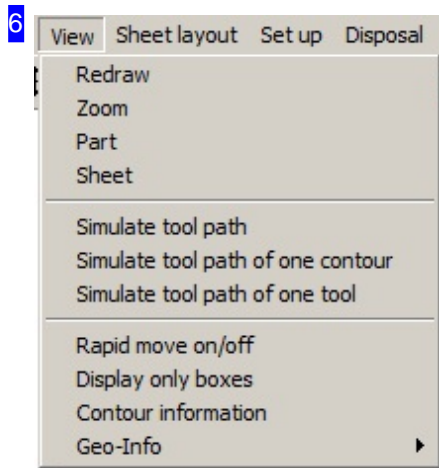 6
View Sheet layout Set up Disposal
Redraw
Zoom
Part
Sheet
Simulate tool path
Simulate tool path of one contour
Simulate tool path of one tool
Rapid move on/off
Display only boxes
Contour information
Geo-Info